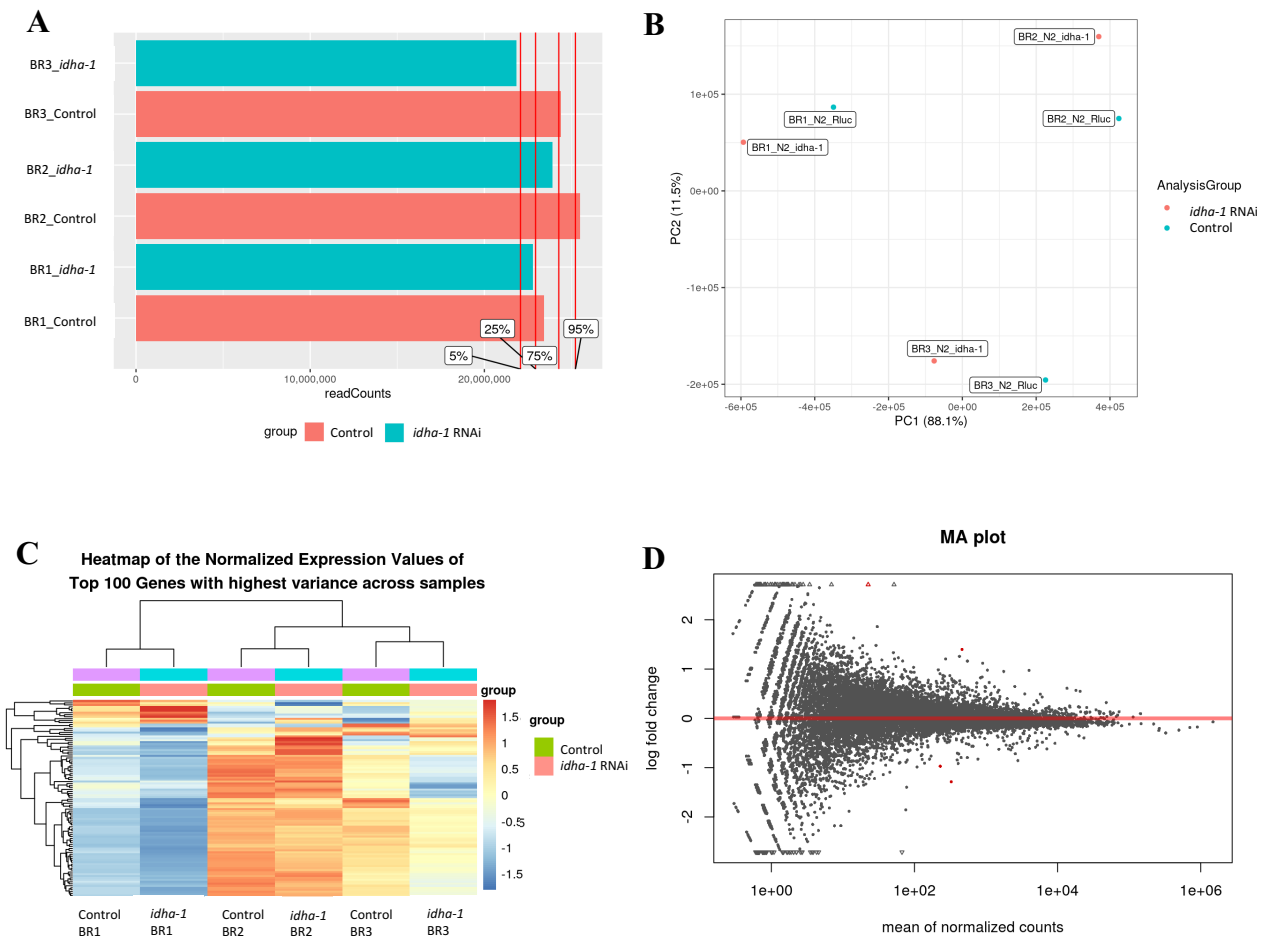 A
BR3_idha-1
BR3_Control
BR2_idha-1
BR2_Control
BR1_idha-1
BR1_Control
25%
95%
5%
75%
0
10,000,000
20,000,000
readCounts
group
Control
idha-1 RNAi
B
BR2_N2_idha-1
BR1_N2_Rluc
BR2_N2_Rluc
BR1_N2_idha-1
BR3_N2_idha-1
BR3_N2_Rluc
1e+05
0e+00
-1e+05
-2e+05
PC2 (11.5%)
-6e+05
-4e+05
-2e+05
0e+00
2e+05
4e+05
PC1 (88.1%)
AnalysisGroup
idha-1 RNAi
Control
C
Heatmap of the Normalized Expression Values of
Top 100 Genes with highest variance across samples
group
1.5
1
0.5
0
-0.5
-1
-1.5
group
Control
idha-1 RNAi
Control
BR1
idha-1
BR1
Control
BR2
idha-1
BR2
Control
BR3
idha-1
BR3
D
MA plot
log fold change
2
1
0
-1
-2
1e+00
1e+02
1e+04
1e+06
mean of normalized counts